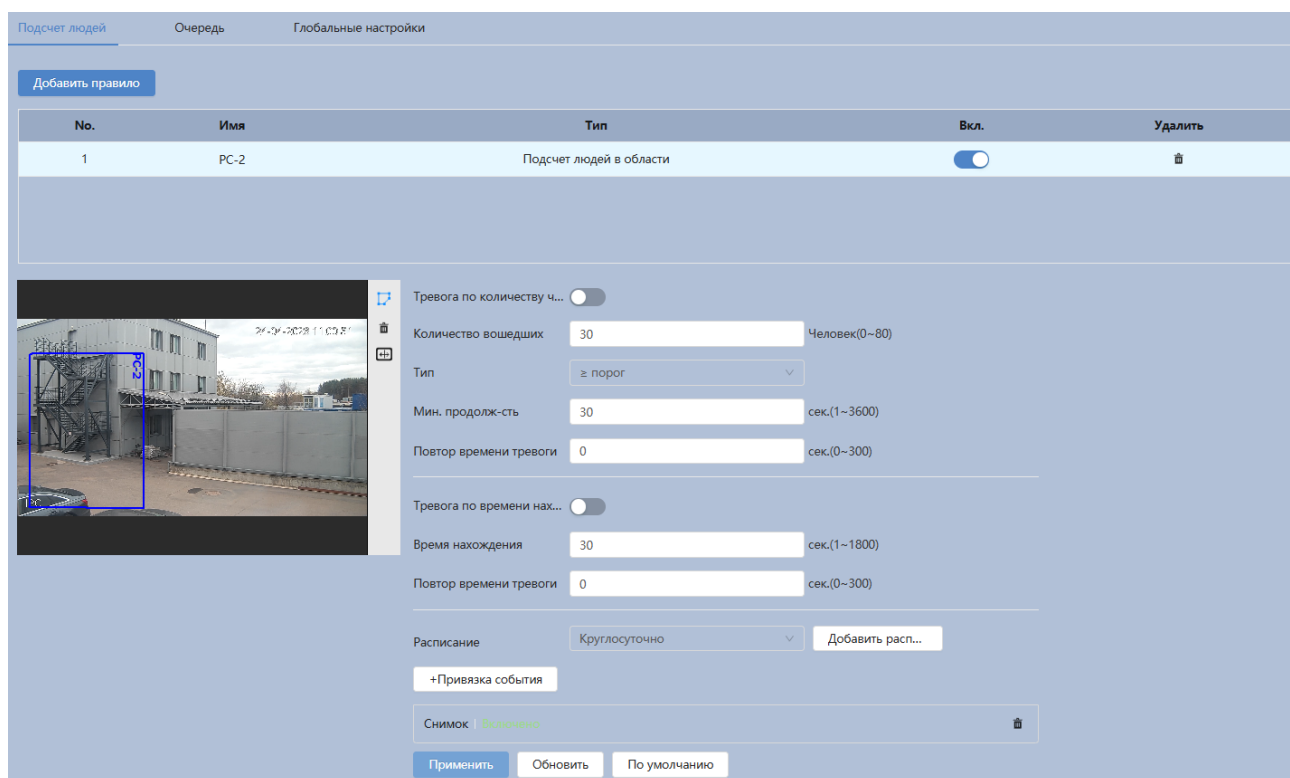 Подсчет людей
Очередь
Глобальные настройки
Добавить правило
No. Имя Тип Вкл. Удалить
1 PC-2 Подсчет людей в области
PC-2
Тревога по количеству ч...
Количество вошедших 30 Человек(0~80)
Тип ≥ порог
Мин. продолж-сть 30 сек.(1~3600)
Повтор времени тревоги 0 сек.(0~300)
Тревога по времени нах...
Время нахождения 30 сек.(1~1800)
Повтор времени тревоги 0 сек.(0~300)
Расписание Круглосуточно Добавить расп...
+Привязка события
Снимок
Применить Обновить По умолчанию